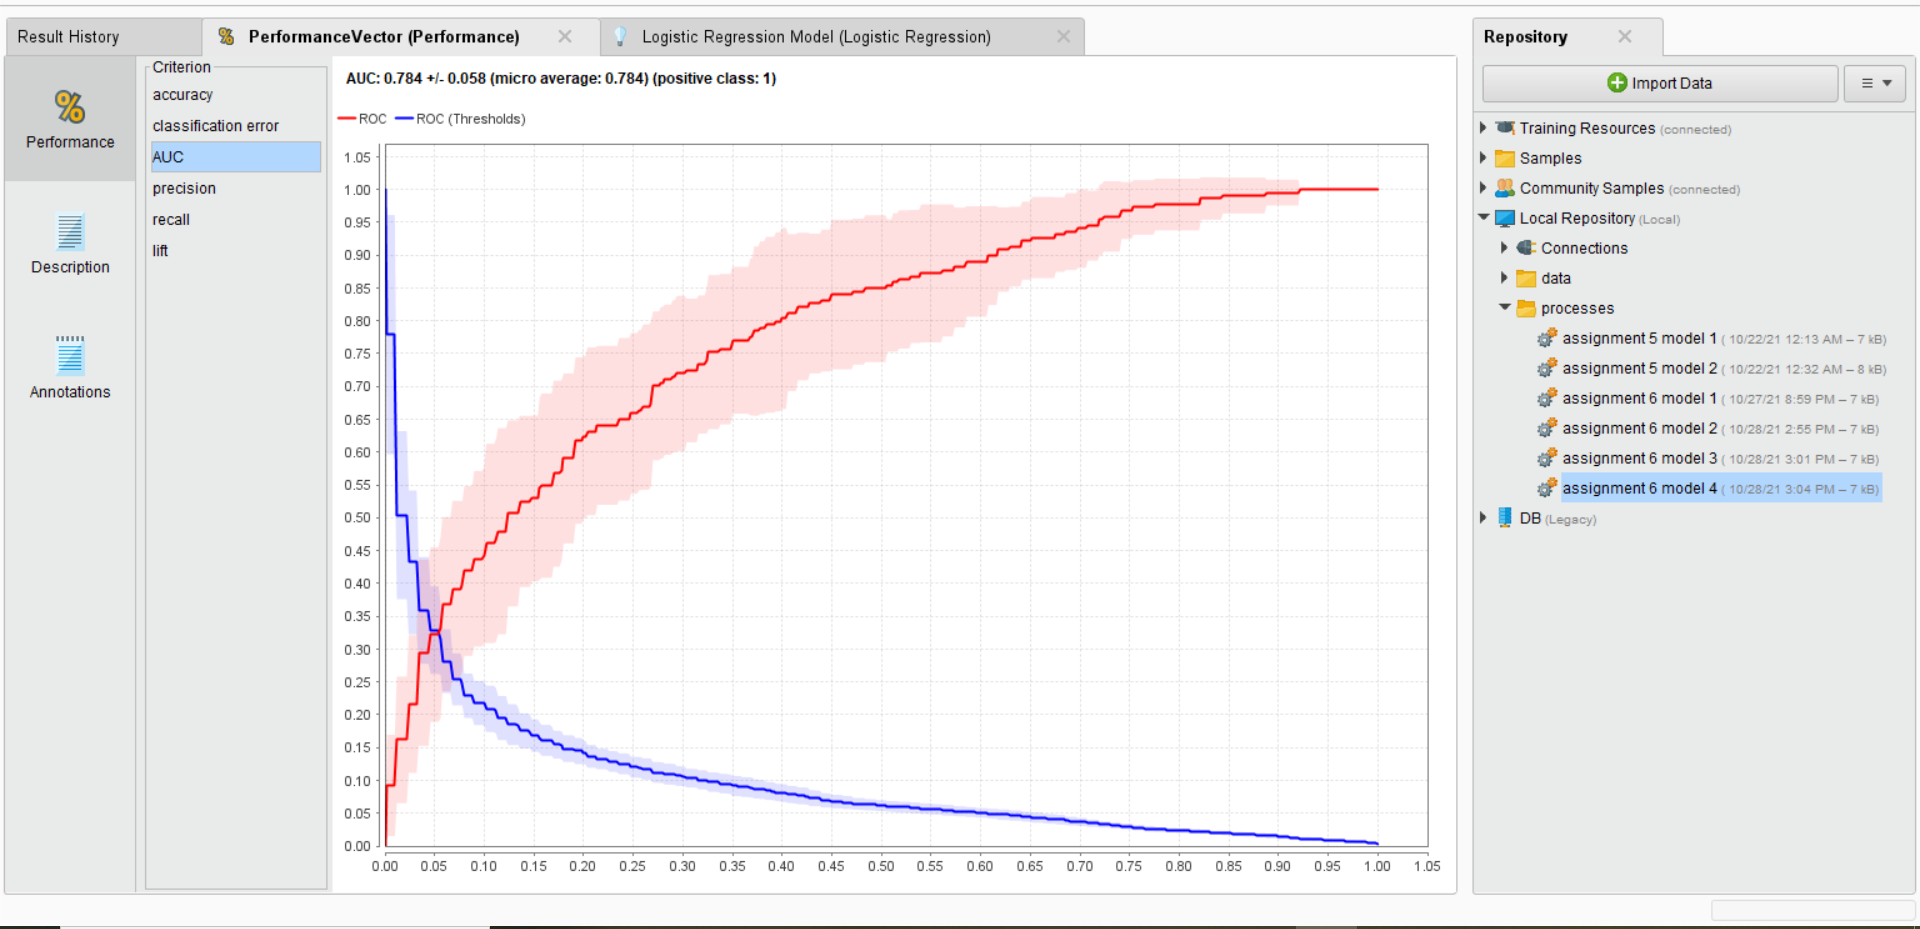 Result History
PerformanceVector (Performance)
Logistic Regression Model (Logistic Regression)
Repository
Performance
Description
Annotations
Criterion
accuracy
classification error
AUC
precision
recall
lift
AUC: 0.784 +/- 0.058 (micro average: 0.784) (positive class: 1)
ROC ROC (Thresholds)
1.05
1.00
0.95
0.90
0.85
0.80
0.75
0.70
0.65
0.60
0.55
0.50
0.45
0.40
0.35
0.30
0.25
0.20
0.15
0.10
0.05
0.00
0.00 0.05 0.10 0.15 0.20 0.25 0.30 0.35 0.40 0.45 0.50 0.55 0.60 0.65 0.70 0.75 0.80 0.85 0.90 0.95 1.00 1.05
Import Data
Training Resources (connected)
Samples
Community Samples (connected)
Local Repository (Local)
Connections
data
processes
assignment 5 model 1 ( 10/22/21 12:13 AM – 7 kB)
assignment 5 model 2 ( 10/22/21 12:32 AM – 8 kB)
assignment 6 model 1 ( 10/27/21 8:59 PM – 7 kB)
assignment 6 model 2 ( 10/28/21 2:55 PM – 7 kB)
assignment 6 model 3 ( 10/28/21 3:01 PM – 7 kB)
assignment 6 model 4 ( 10/28/21 3:04 PM – 7 kB)
DB (Legacy)